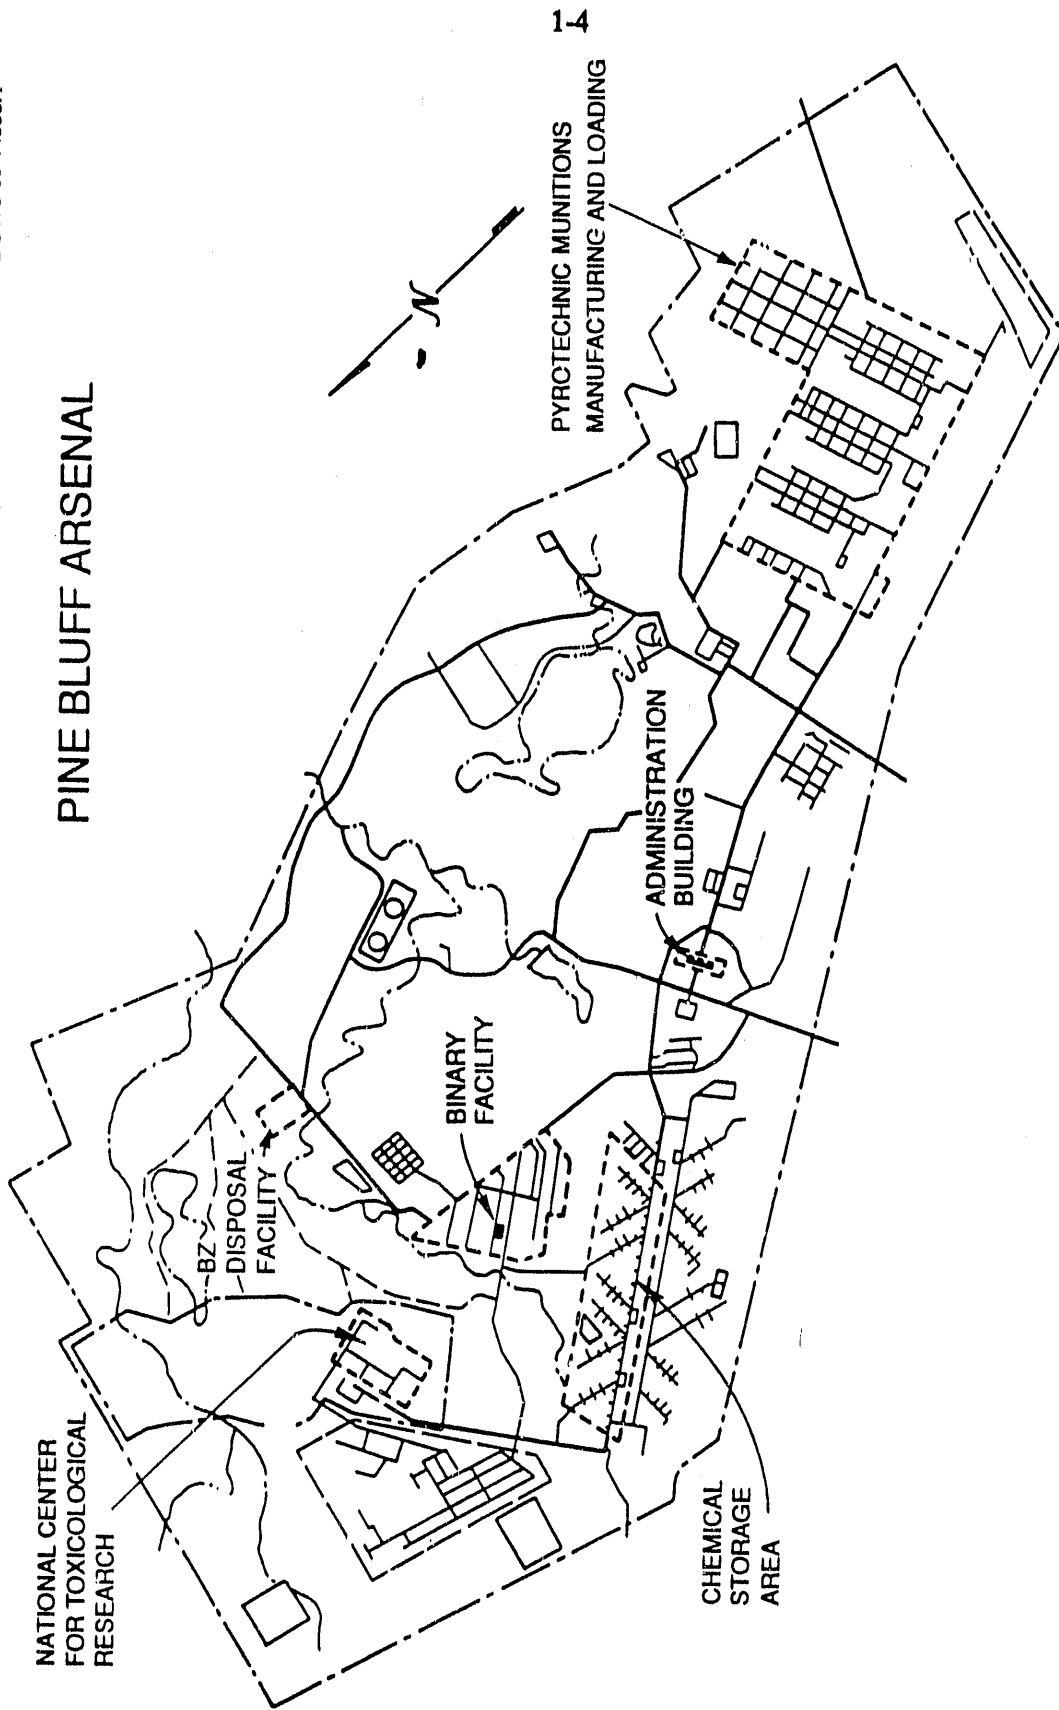 1-4
PINE BLUFF ARSENAL
N
PYRCTECHNIC MUNITIONS
MANUFACTURING AND LOADING
ADMINISTRATION
BUILDING
BINARY
FACILITY
BZ
DISPOSAL
FACILITY
NATIONAL CENTER
FOR TOXICOLOGICAL
RESEARCH
CHEMICAL
STORAGE
AREA